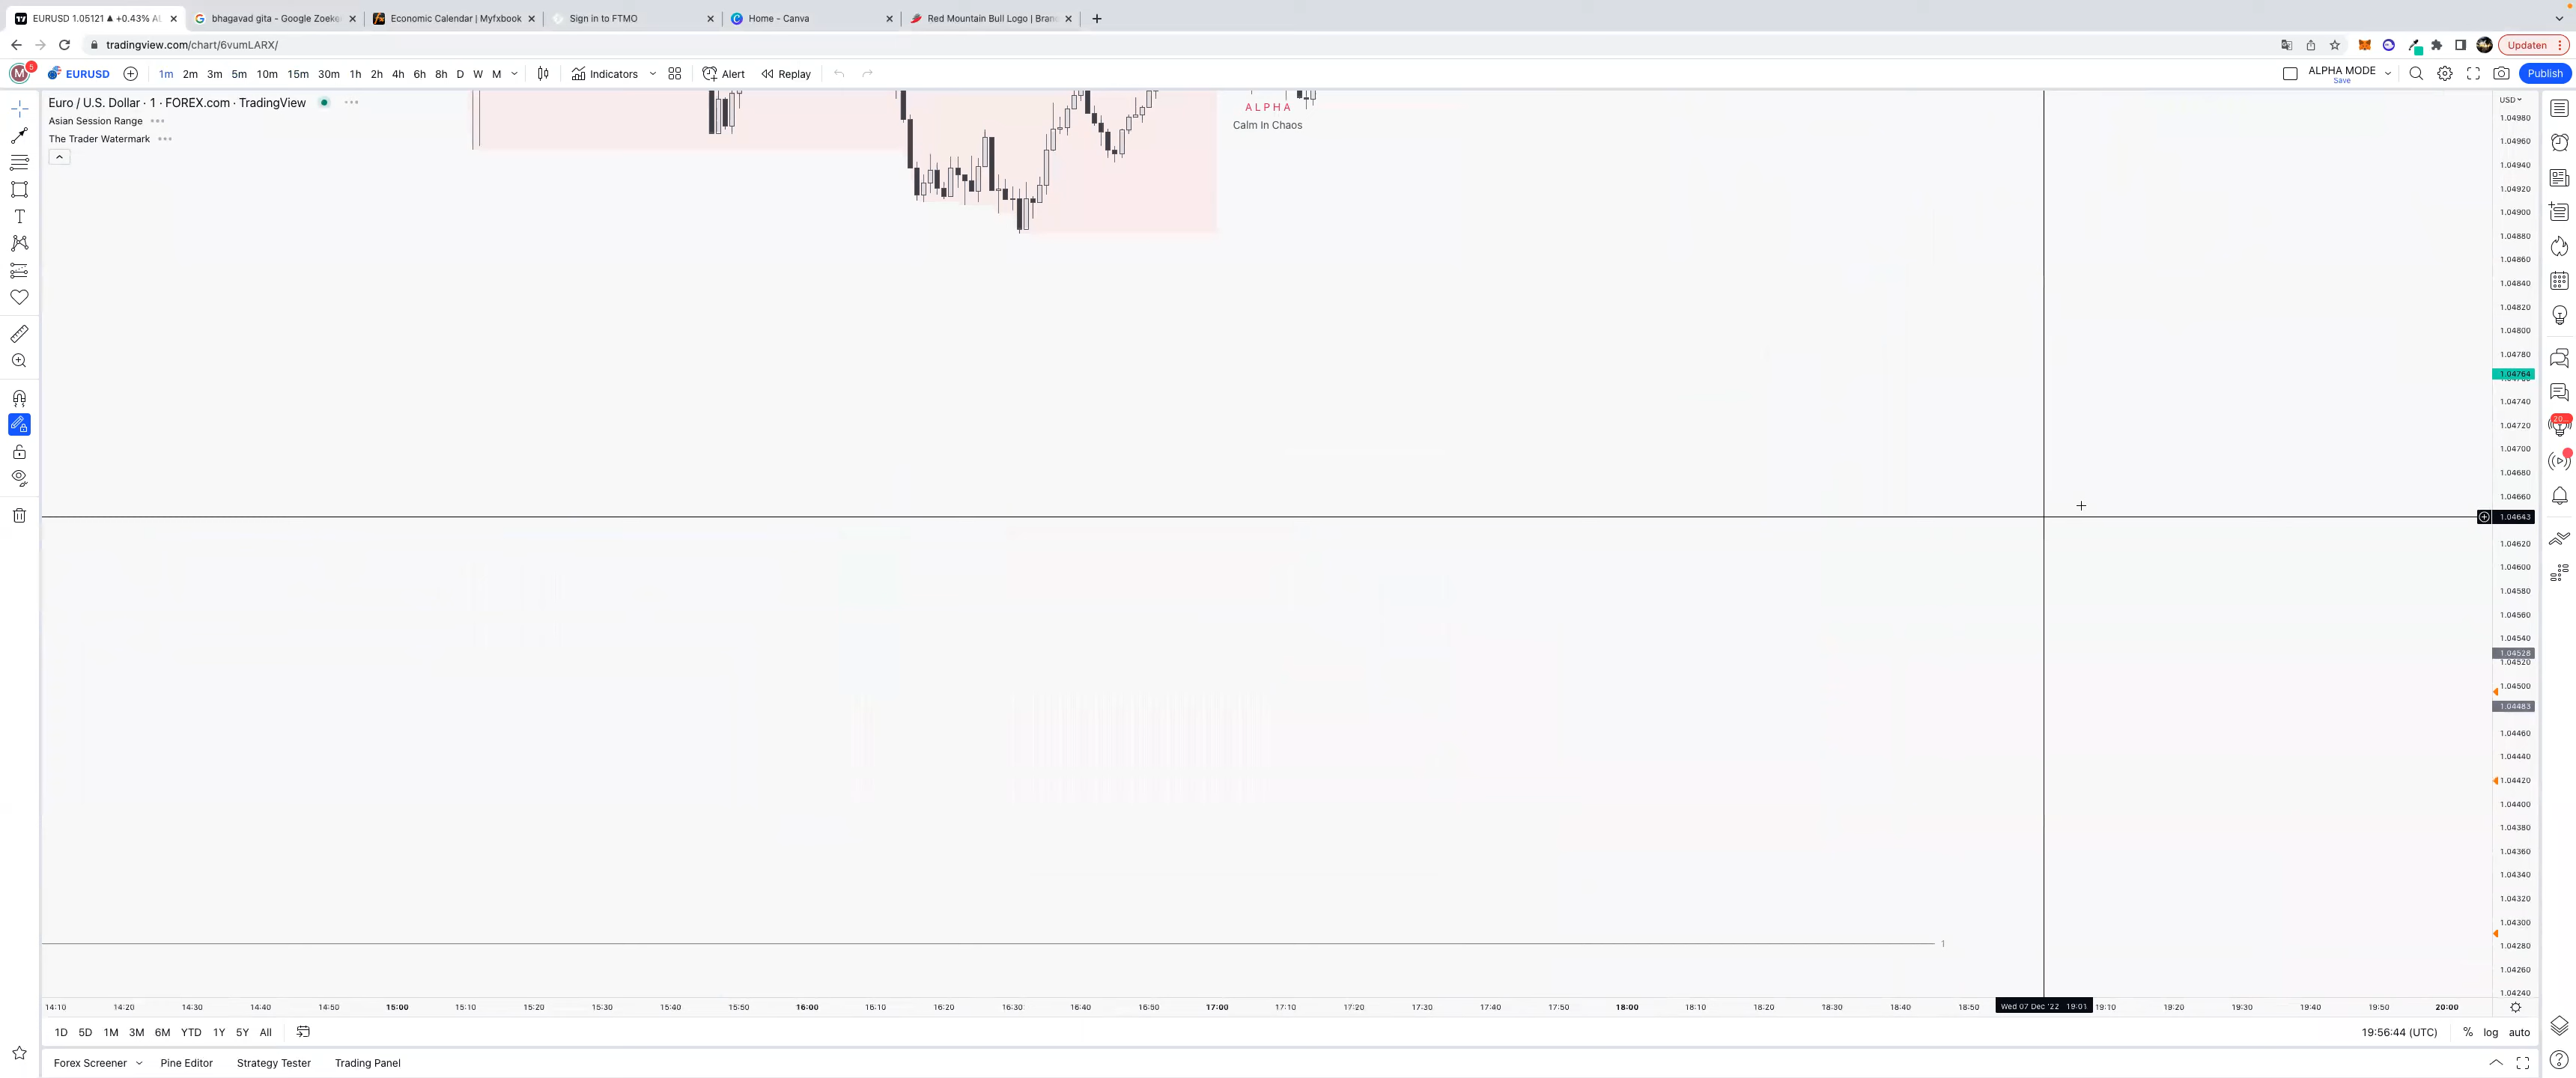 EURUSD 1.05121 ▲ +0.43% AL
bhagavad gita - Google Zoeke
Economic Calendar | Myfxbook
Sign in to FTMO
Home - Canva
Red Mountain Bull Logo | Bran
tradingview.com/chart/6vumLARX/
Updaten
M 5
EURUSD
1m 2m 3m 5m 10m 15m 30m 1h 2h 4h 6h 8h D W M
Indicators
Alert
Replay
ALPHA MODE
Save
Publish
Euro / U.S. Dollar · 1 · FOREX.com · TradingView
Asian Session Range
The Trader Watermark
ALPHA
Calm In Chaos
USD
1.04980
1.04960
1.04940
1.04920
1.04900
1.04880
1.04860
1.04840
1.04820
1.04800
1.04780
1.04764
1.04740
1.04720
1.04700
1.04680
1.04660
1.04643
1.04620
1.04600
1.04580
1.04560
1.04540
1.04528
1.04520
1.04500
1.04483
1.04460
1.04440
1.04420
1.04400
1.04380
1.04360
1.04340
1.04320
1.04300
1.04280
1.04260
1.04240
1
14:10 14:20 14:30 14:40 14:50 15:00 15:10 15:20 15:30 15:40 15:50 16:00 16:10 16:20 16:30 16:40 16:50 17:00 17:10 17:20 17:30 17:40 17:50 18:00 18:10 18:20 18:30 18:40 18:50 Wed 07 Dec '22 19:01 19:10 19:20 19:30 19:40 19:50 20:00
1D 5D 1M 3M 6M YTD 1Y 5Y All
19:56:44 (UTC)
% log auto
Forex Screener
Pine Editor
Strategy Tester
Trading Panel